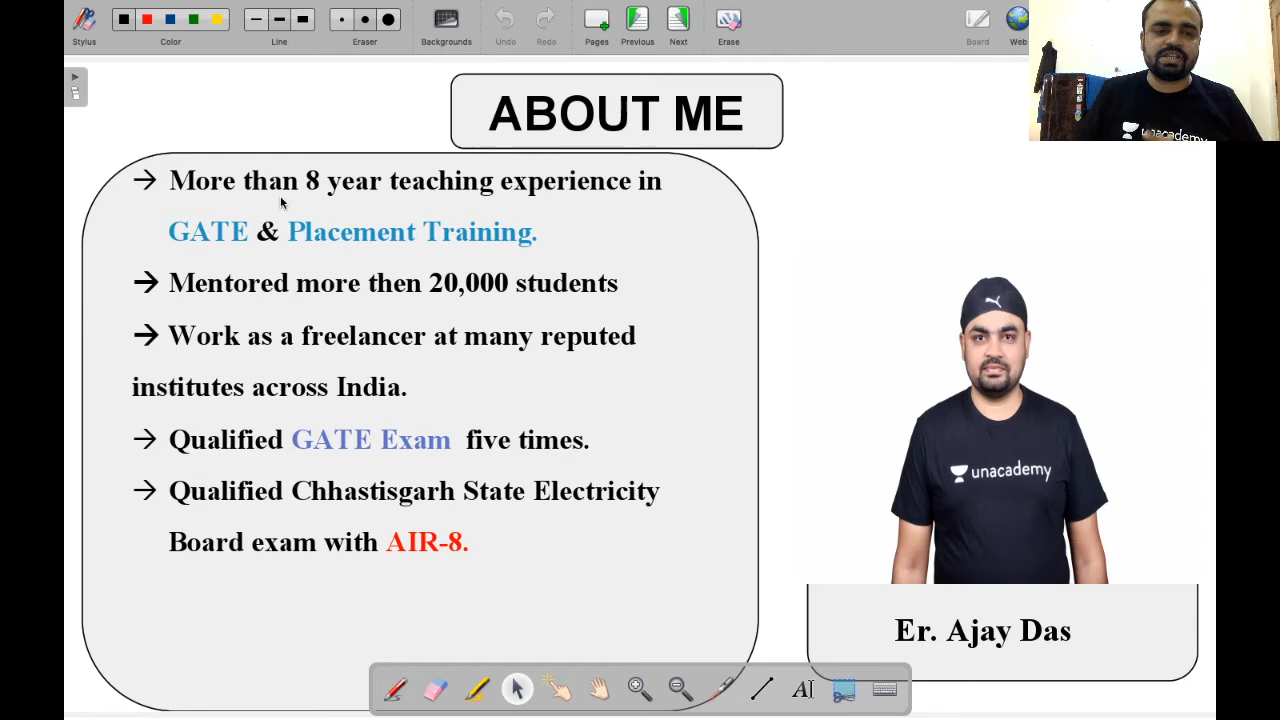 Stylus
Color
Line
Eraser
Backgrounds
Undo
Redo
Pages
Previous
Next
Erase
Board
Web
unacademy
ABOUT ME
→ More than 8 year teaching experience in
GATE & Placement Training.
→ Mentored more then 20,000 students
→ Work as a freelancer at many reputed
institutes across India.
→ Qualified GATE Exam five times.
→ Qualified Chhastisgarh State Electricity
Board exam with AIR-8.
unacademy
Er. Ajay Das